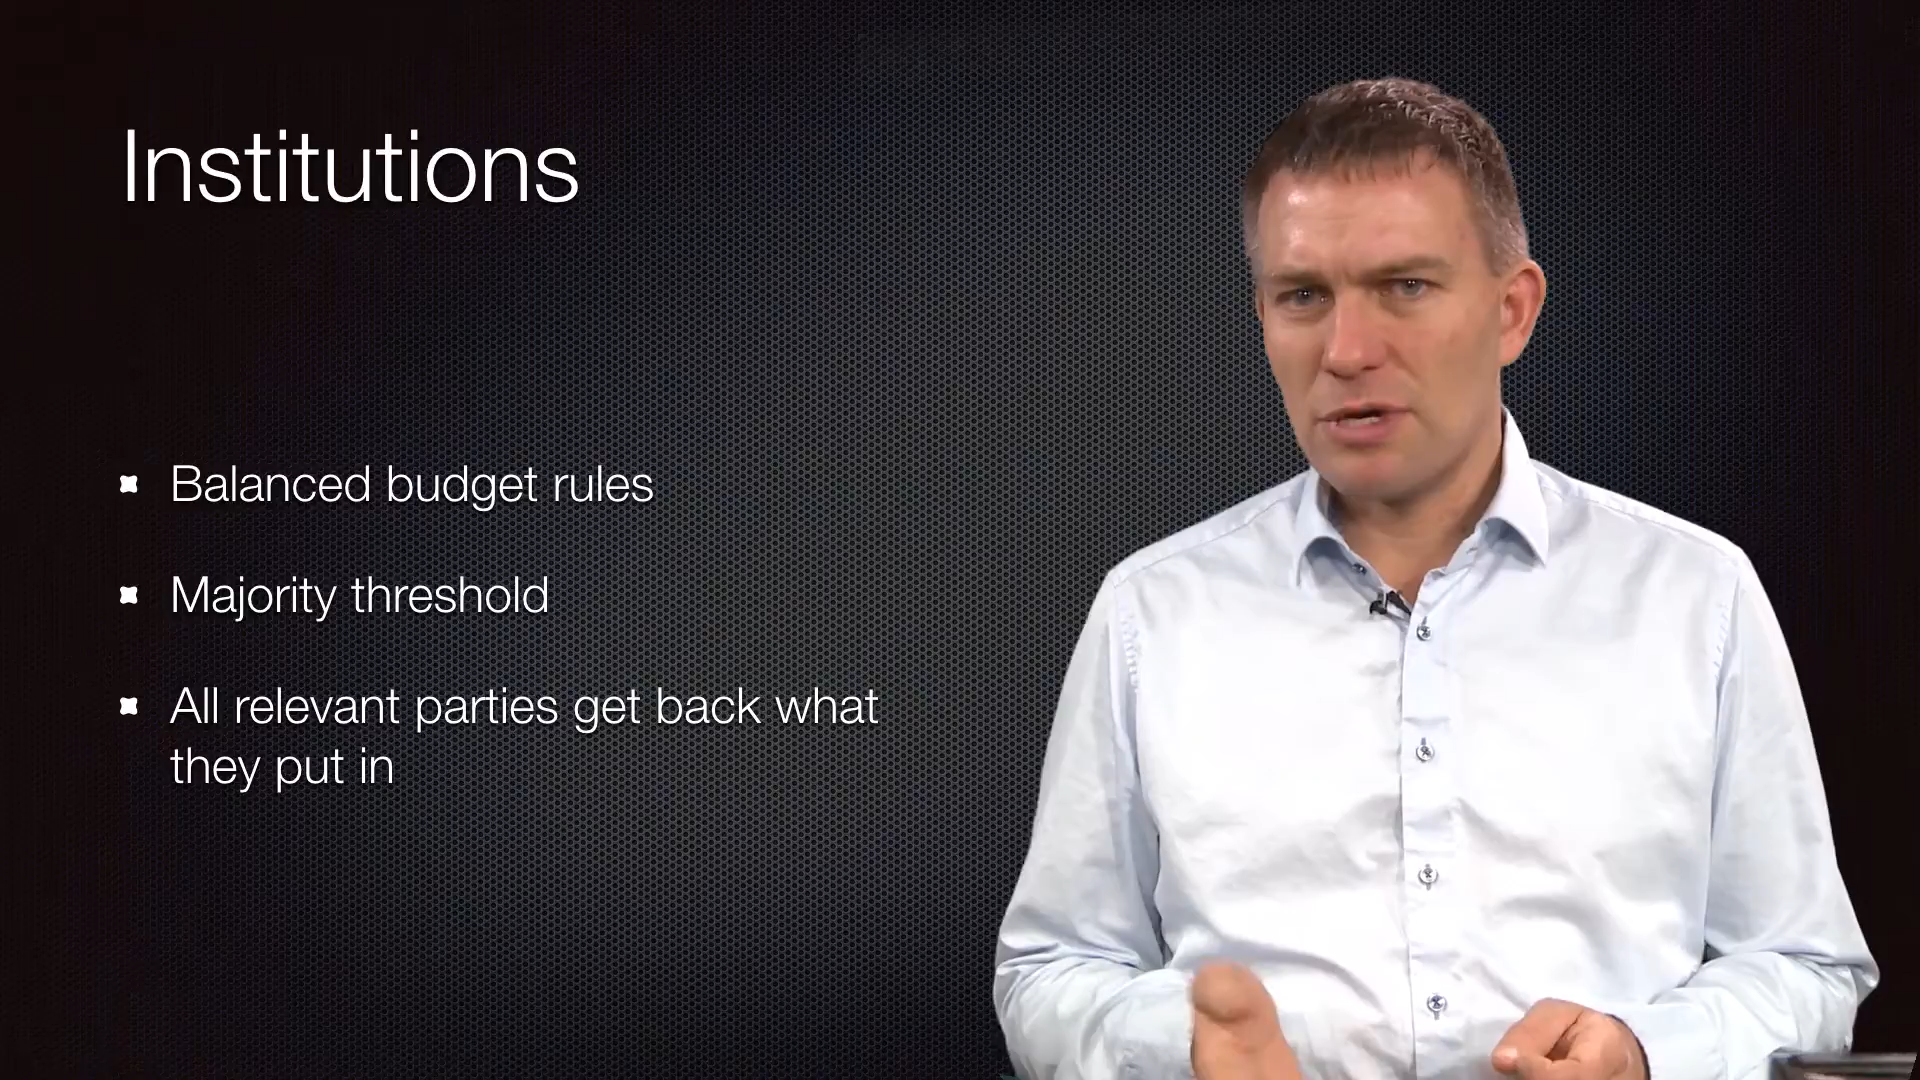 Institutions
Balanced budget rules
Majority threshold
All relevant parties get back what
they put in